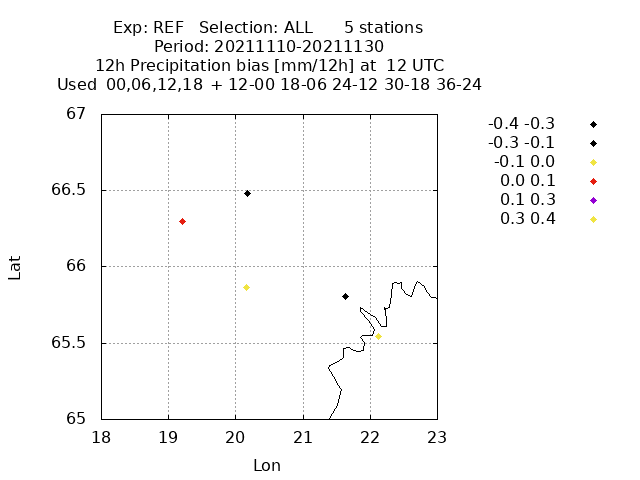 Exp: REF   Selection: ALL      5 stations
Period: 20211110-20211130
12h Precipitation bias [mm/12h] at  12 UTC
Used  00,06,12,18  + 12-00 18-06 24-12 30-18 36-24
67
66.5
66
65.5
65
Lat
18 19 20 21 22 23
Lon
-0.4 -0.3
-0.3 -0.1
-0.1 0.0
0.0 0.1
0.1 0.3
0.3 0.4